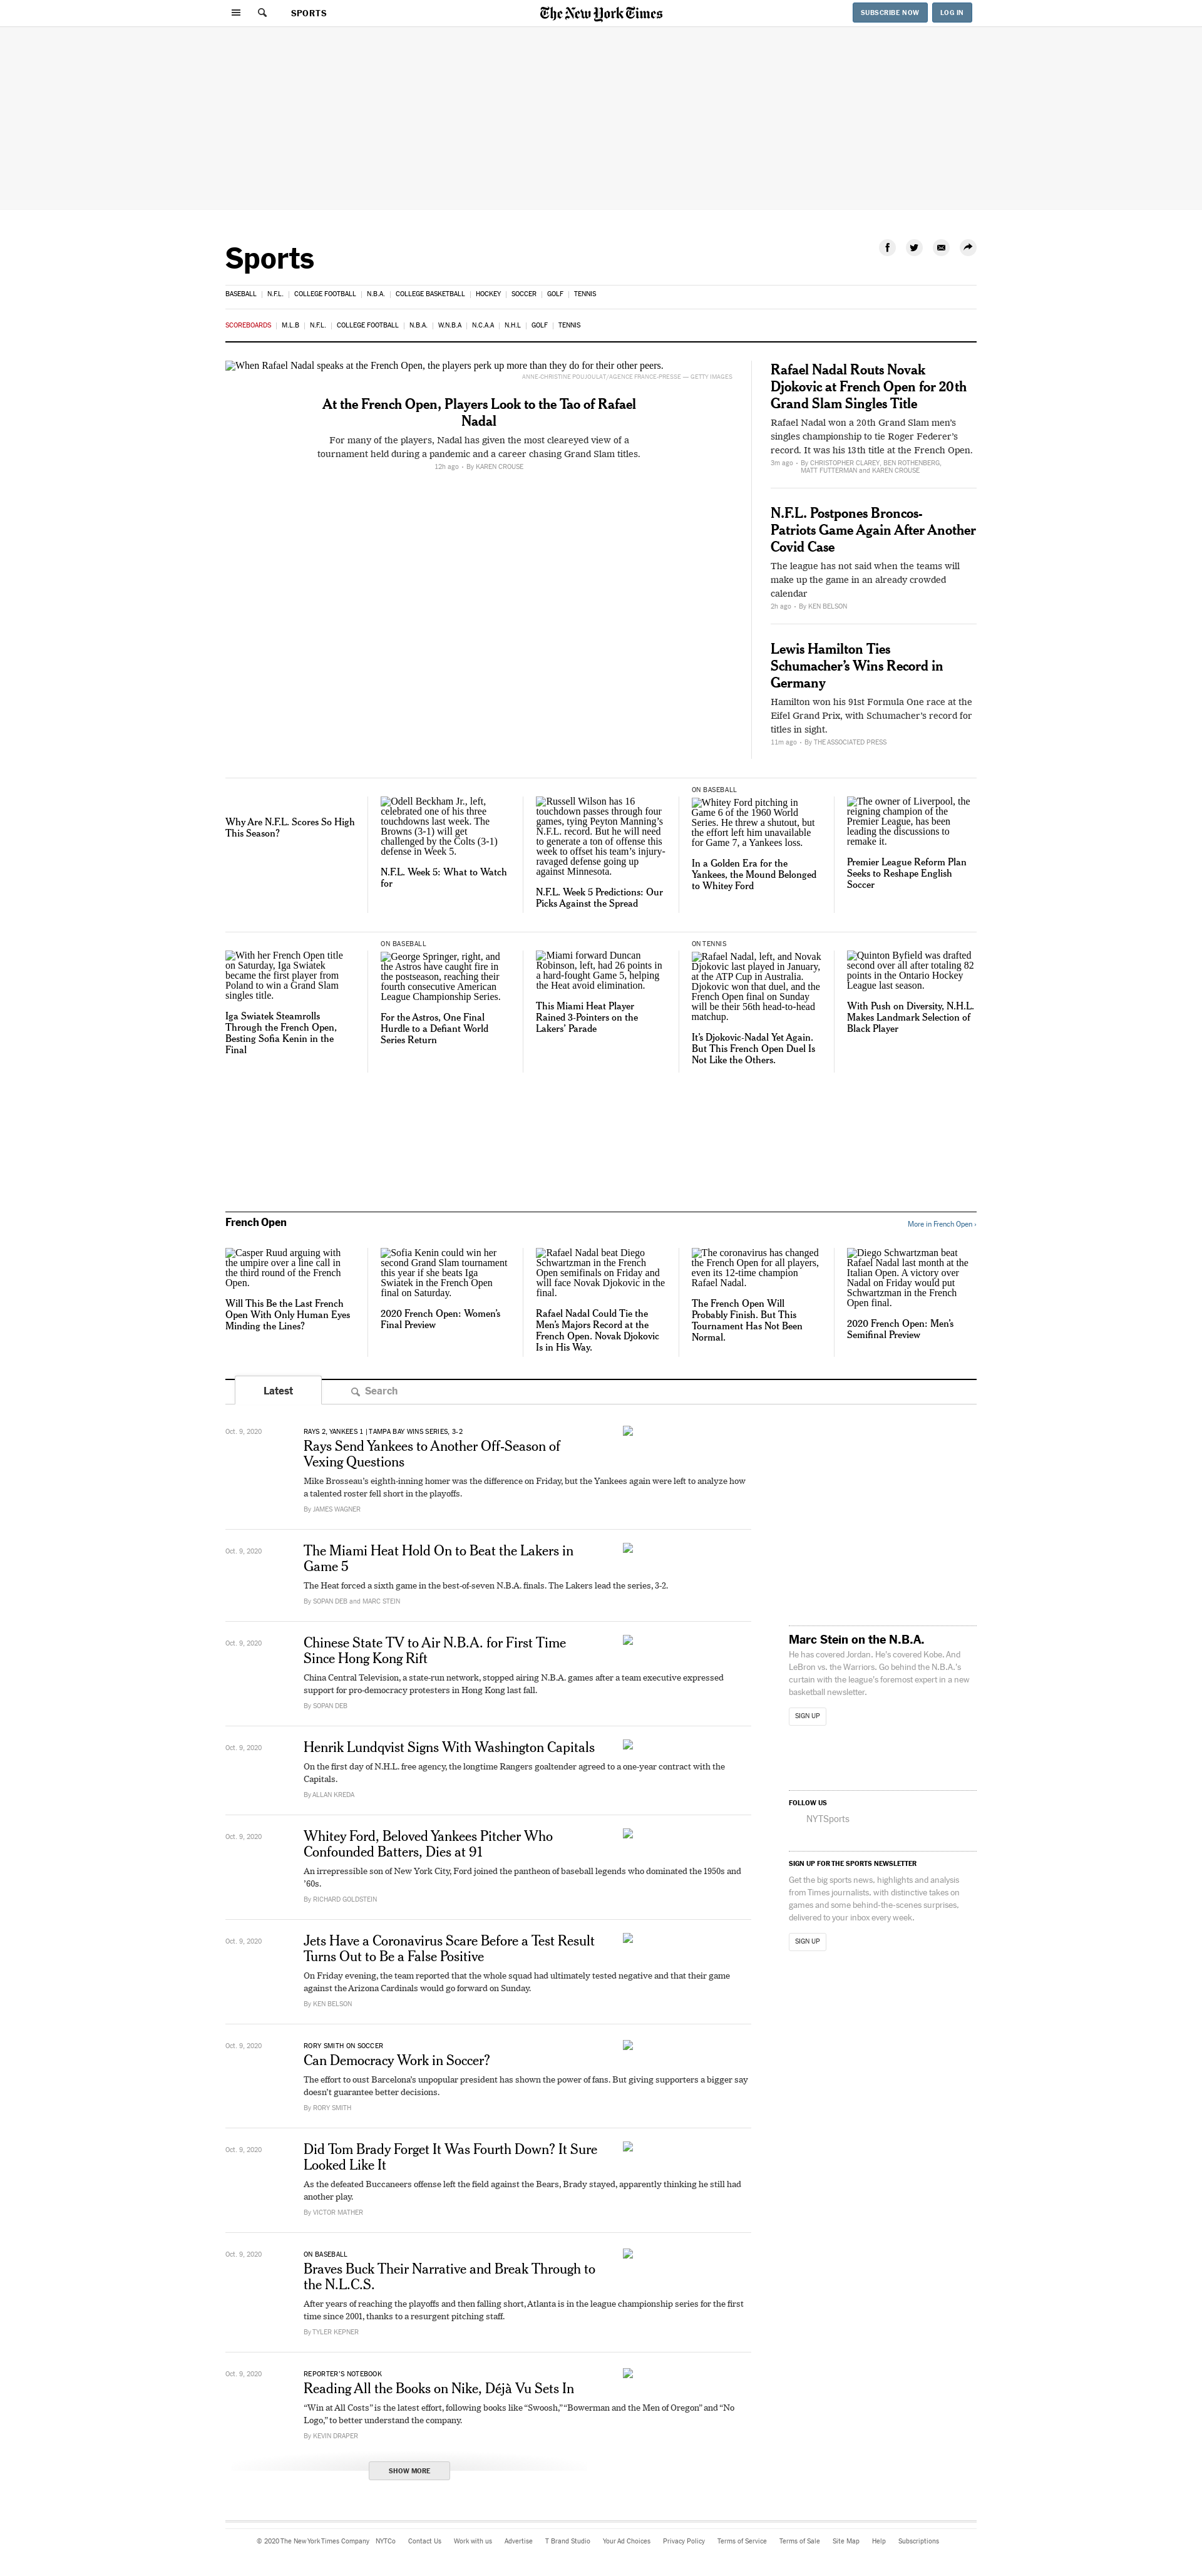 SPORTS
The New York Times
SUBSCRIBE NOW
LOG IN
Sports
BASEBALL
N.F.L.
COLLEGE FOOTBALL
N.B.A.
COLLEGE BASKETBALL
HOCKEY
SOCCER
GOLF
TENNIS
SCOREBOARDS
M.L.B
N.F.L.
COLLEGE FOOTBALL
N.B.A.
W.N.B.A
N.C.A.A
N.H.L
GOLF
TENNIS
When Rafael Nadal speaks at the French Open, the players perk up more than they do for their other peers.
ANNE-CHRISTINE POUJOULAT/AGENCE FRANCE-PRESSE — GETTY IMAGES
At the French Open, Players Look to the Tao of Rafael
Nadal
For many of the players, Nadal has given the most cleareyed view of a
tournament held during a pandemic and a career chasing Grand Slam titles.
12h ago - By KAREN CROUSE
Rafael Nadal Routs Novak
Djokovic at French Open for 20th
Grand Slam Singles Title
Rafael Nadal won a 20th Grand Slam men's
singles championship to tie Roger Federer's
record. It was his 13th title at the French Open.
3m ago - By CHRISTOPHER CLAREY, BEN ROTHENBERG,
MATT FUTTERMAN and KAREN CROUSE
N.F.L. Postpones Broncos-
Patriots Game Again After Another
Covid Case
The league has not said when the teams will
make up the game in an already crowded
calendar
2h ago - By KEN BELSON
Lewis Hamilton Ties
Schumacher's Wins Record in
Germany
Hamilton won his 91st Formula One race at the
Eifel Grand Prix, with Schumacher's record for
titles in sight.
11m ago - By THE ASSOCIATED PRESS
Why Are N.F.L. Scores So High
This Season?
Odell Beckham Jr., left,
celebrated one of his three
touchdowns last week. The
Browns (3-1) will get
challenged by the Colts (3-1)
defense in Week 5.
N.F.L. Week 5: What to Watch
for
Russell Wilson has 16
touchdown passes through four
games, tying Peyton Manning's
N.F.L. record. But he will need
to generate a ton of offense this
week to offset his team's injury-
ravaged defense going up
against Minnesota.
N.F.L. Week 5 Predictions: Our
Picks Against the Spread
ON BASEBALL
Whitey Ford pitching in
Game 6 of the 1960 World
Series. He threw a shutout, but
the effort left him unavailable
for Game 7, a Yankees loss.
In a Golden Era for the
Yankees, the Mound Belonged
to Whitey Ford
The owner of Liverpool, the
reigning champion of the
Premier League, has been
leading the discussions to
remake it.
Premier League Reform Plan
Seeks to Reshape English
Soccer
With her French Open title
on Saturday, Iga Swiatek
became the first player from
Poland to win a Grand Slam
singles title.
Iga Swiatek Steamrolls
Through the French Open,
Besting Sofia Kenin in the
Final
ON BASEBALL
George Springer, right, and
the Astros have caught fire in
the postseason, reaching their
fourth consecutive American
League Championship Series.
For the Astros, One Final
Hurdle to a Defiant World
Series Return
Miami forward Duncan
Robinson, left, had 26 points in
a hard-fought Game 5, helping
the Heat avoid elimination.
This Miami Heat Player
Rained 3-Pointers on the
Lakers' Parade
ON TENNIS
Rafael Nadal, left, and Novak
Djokovic last played in January,
at the ATP Cup in Australia.
Djokovic won that duel, and the
French Open final on Sunday
will be their 56th head-to-head
matchup.
It's Djokovic-Nadal Yet Again.
But This French Open Duel Is
Not Like the Others.
Quinton Byfield was drafted
second over all after totaling 82
points in the Ontario Hockey
League last season.
With Push on Diversity, N.H.L.
Makes Landmark Selection of
Black Player
French Open
More in French Open ›
Casper Ruud arguing with
the umpire over a line call in
the third round of the French
Open.
Will This Be the Last French
Open With Only Human Eyes
Minding the Lines?
Sofia Kenin could win her
second Grand Slam tournament
this year if she beats Iga
Swiatek in the French Open
final on Saturday.
2020 French Open: Women's
Final Preview
Rafael Nadal beat Diego
Schwartzman in the French
Open semifinals on Friday and
will face Novak Djokovic in the
final.
Rafael Nadal Could Tie the
Men's Majors Record at the
French Open. Novak Djokovic
Is in His Way.
The coronavirus has changed
the French Open for all players,
even its 12-time champion
Rafael Nadal.
The French Open Will
Probably Finish. But This
Tournament Has Not Been
Normal.
Diego Schwartzman beat
Rafael Nadal last month at the
Italian Open. A victory over
Nadal on Friday would put
Schwartzman in the French
Open final.
2020 French Open: Men's
Semifinal Preview
Latest
Search
Oct. 9, 2020
RAYS 2, YANKEES 1 | TAMPA BAY WINS SERIES, 3-2
Rays Send Yankees to Another Off-Season of
Vexing Questions
Mike Brosseau's eighth-inning homer was the difference on Friday, but the Yankees again were left to analyze how
a talented roster fell short in the playoffs.
By JAMES WAGNER
Oct. 9, 2020
The Miami Heat Hold On to Beat the Lakers in
Game 5
The Heat forced a sixth game in the best-of-seven N.B.A. finals. The Lakers lead the series, 3-2.
By SOPAN DEB and MARC STEIN
Oct. 9, 2020
Chinese State TV to Air N.B.A. for First Time
Since Hong Kong Rift
China Central Television, a state-run network, stopped airing N.B.A. games after a team executive expressed
support for pro-democracy protesters in Hong Kong last fall.
By SOPAN DEB
Oct. 9, 2020
Henrik Lundqvist Signs With Washington Capitals
On the first day of N.H.L. free agency, the longtime Rangers goaltender agreed to a one-year contract with the
Capitals.
By ALLAN KREDA
Oct. 9, 2020
Whitey Ford, Beloved Yankees Pitcher Who
Confounded Batters, Dies at 91
An irrepressible son of New York City, Ford joined the pantheon of baseball legends who dominated the 1950s and
'60s.
By RICHARD GOLDSTEIN
Oct. 9, 2020
Jets Have a Coronavirus Scare Before a Test Result
Turns Out to Be a False Positive
On Friday evening, the team reported that the whole squad had ultimately tested negative and that their game
against the Arizona Cardinals would go forward on Sunday.
By KEN BELSON
Oct. 9, 2020
RORY SMITH ON SOCCER
Can Democracy Work in Soccer?
The effort to oust Barcelona's unpopular president has shown the power of fans. But giving supporters a bigger say
doesn't guarantee better decisions.
By RORY SMITH
Oct. 9, 2020
Did Tom Brady Forget It Was Fourth Down? It Sure
Looked Like It
As the defeated Buccaneers offense left the field against the Bears, Brady stayed, apparently thinking he still had
another play.
By VICTOR MATHER
Oct. 9, 2020
ON BASEBALL
Braves Buck Their Narrative and Break Through to
the N.L.C.S.
After years of reaching the playoffs and then falling short, Atlanta is in the league championship series for the first
time since 2001, thanks to a resurgent pitching staff.
By TYLER KEPNER
Oct. 9, 2020
REPORTER'S NOTEBOOK
Reading All the Books on Nike, Déjà Vu Sets In
“Win at All Costs” is the latest effort, following books like “Swoosh,” “Bowerman and the Men of Oregon” and “No
Logo,” to better understand the company.
By KEVIN DRAPER
SHOW MORE
Marc Stein on the N.B.A.
He has covered Jordan. He's covered Kobe. And
LeBron vs. the Warriors. Go behind the N.B.A.'s
curtain with the league's foremost expert in a new
basketball newsletter.
SIGN UP
FOLLOW US
NYTSports
SIGN UP FOR THE SPORTS NEWSLETTER
Get the big sports news, highlights and analysis
from Times journalists, with distinctive takes on
games and some behind-the-scenes surprises,
delivered to your inbox every week.
SIGN UP
© 2020 The New York Times Company
NYTCo
Contact Us
Work with us
Advertise
T Brand Studio
Your Ad Choices
Privacy Policy
Terms of Service
Terms of Sale
Site Map
Help
Subscriptions